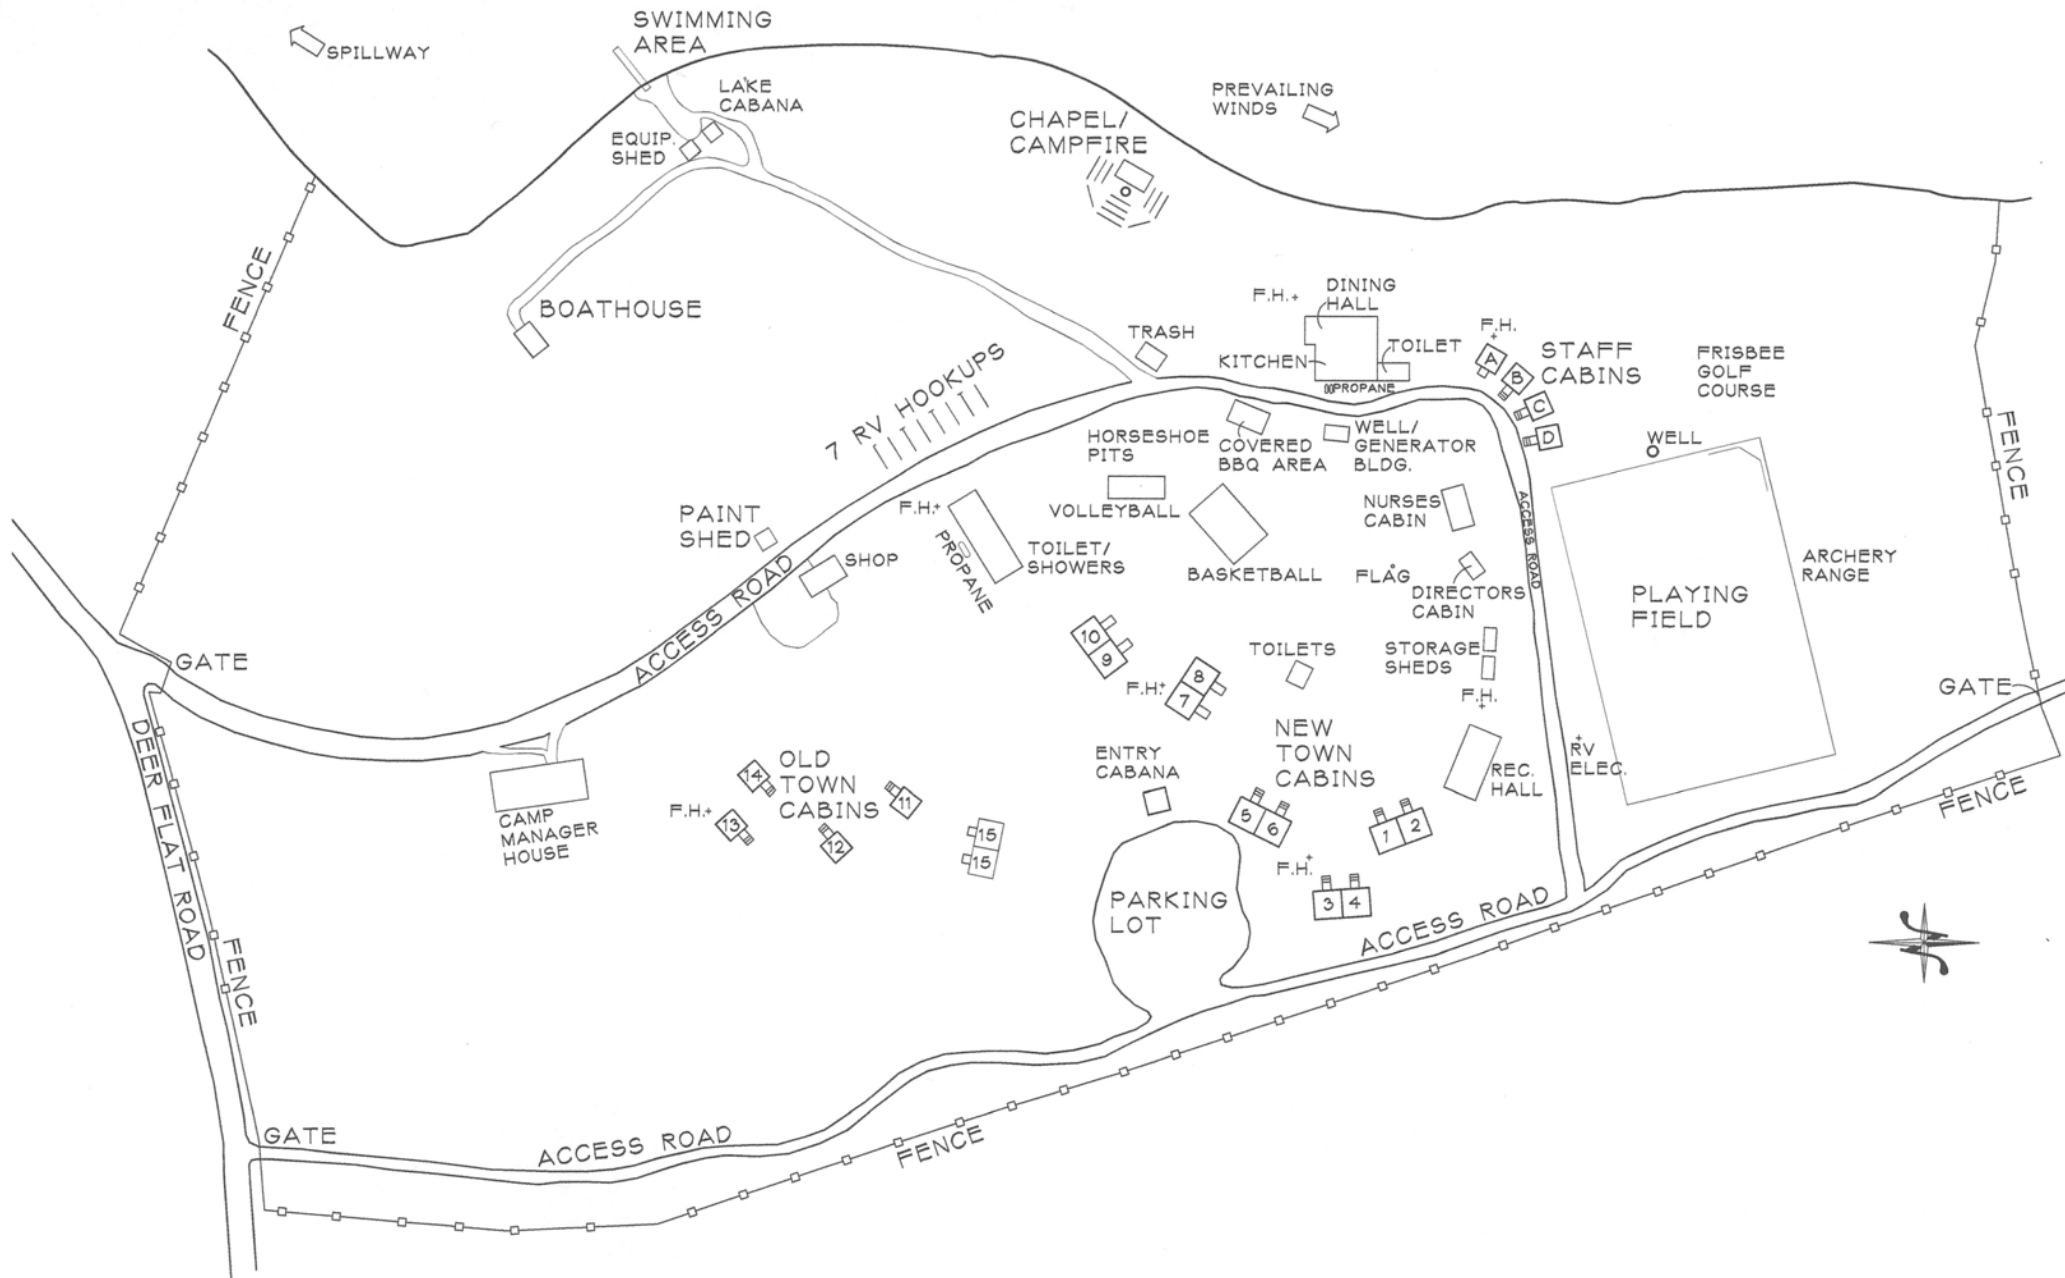 SWIMMING
AREA
SPILLWAY
LAKE
CABANA
PREVAILING
WINDS
CHAPEL/
CAMPFIRE
EQUIP.
SHED
FENCE
BOATHOUSE
F.H.
DINING
HALL
TRASH
KITCHEN
TOILET
PROPANE
F.H.
A
B
C
D
STAFF
CABINS
FRISBEE
GOLF
COURSE
7 RV HOOKUPS
HORSESHOE
PITS
COVERED
BBQ AREA
WELL/
GENERATOR
BLDG.
WELL
FENCE
PAINT
SHED
SHOP
F.H.
PROPANE
TOILET/
SHOWERS
VOLLEYBALL
BASKETBALL
NURSES
CABIN
ACCESS ROAD
FLAG
DIRECTORS
CABIN
PLAYING
FIELD
ARCHERY
RANGE
ACCESS ROAD
GATE
10
9
F.H.
8
7
TOILETS
STORAGE
SHEDS
F.H.
GATE
DEER FLAT ROAD
OLD
TOWN
CABINS
14
13
12
11
F.H.
15
15
ENTRY
CABANA
NEW
TOWN
CABINS
5
6
1
2
REC.
HALL
RV
ELEC.
FENCE
CAMP
MANAGER
HOUSE
F.H.
3
4
PARKING
LOT
ACCESS ROAD
FENCE
GATE
ACCESS ROAD
FENCE